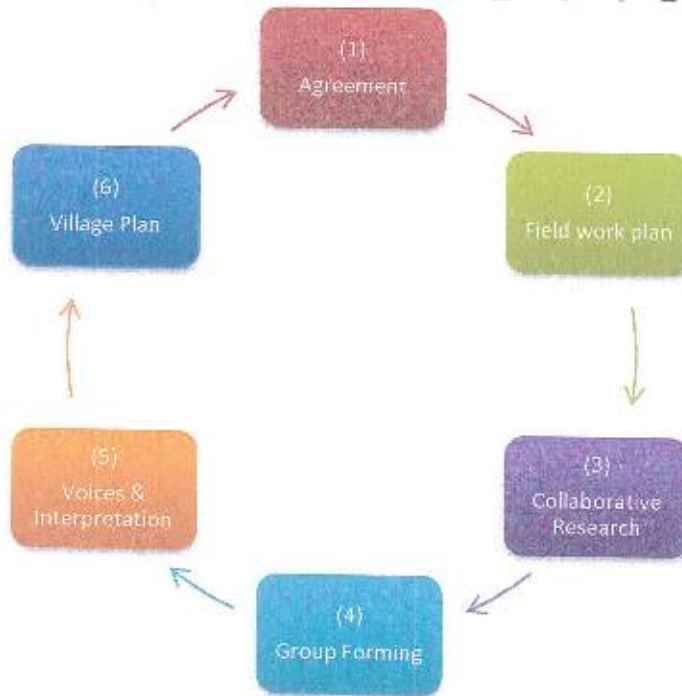 (1)
Agreement
(2)
Field work plan
(3)
Collaborative
Research
(4)
Group Forming
(5)
Voices &
Interpretation
(6)
Village Plan